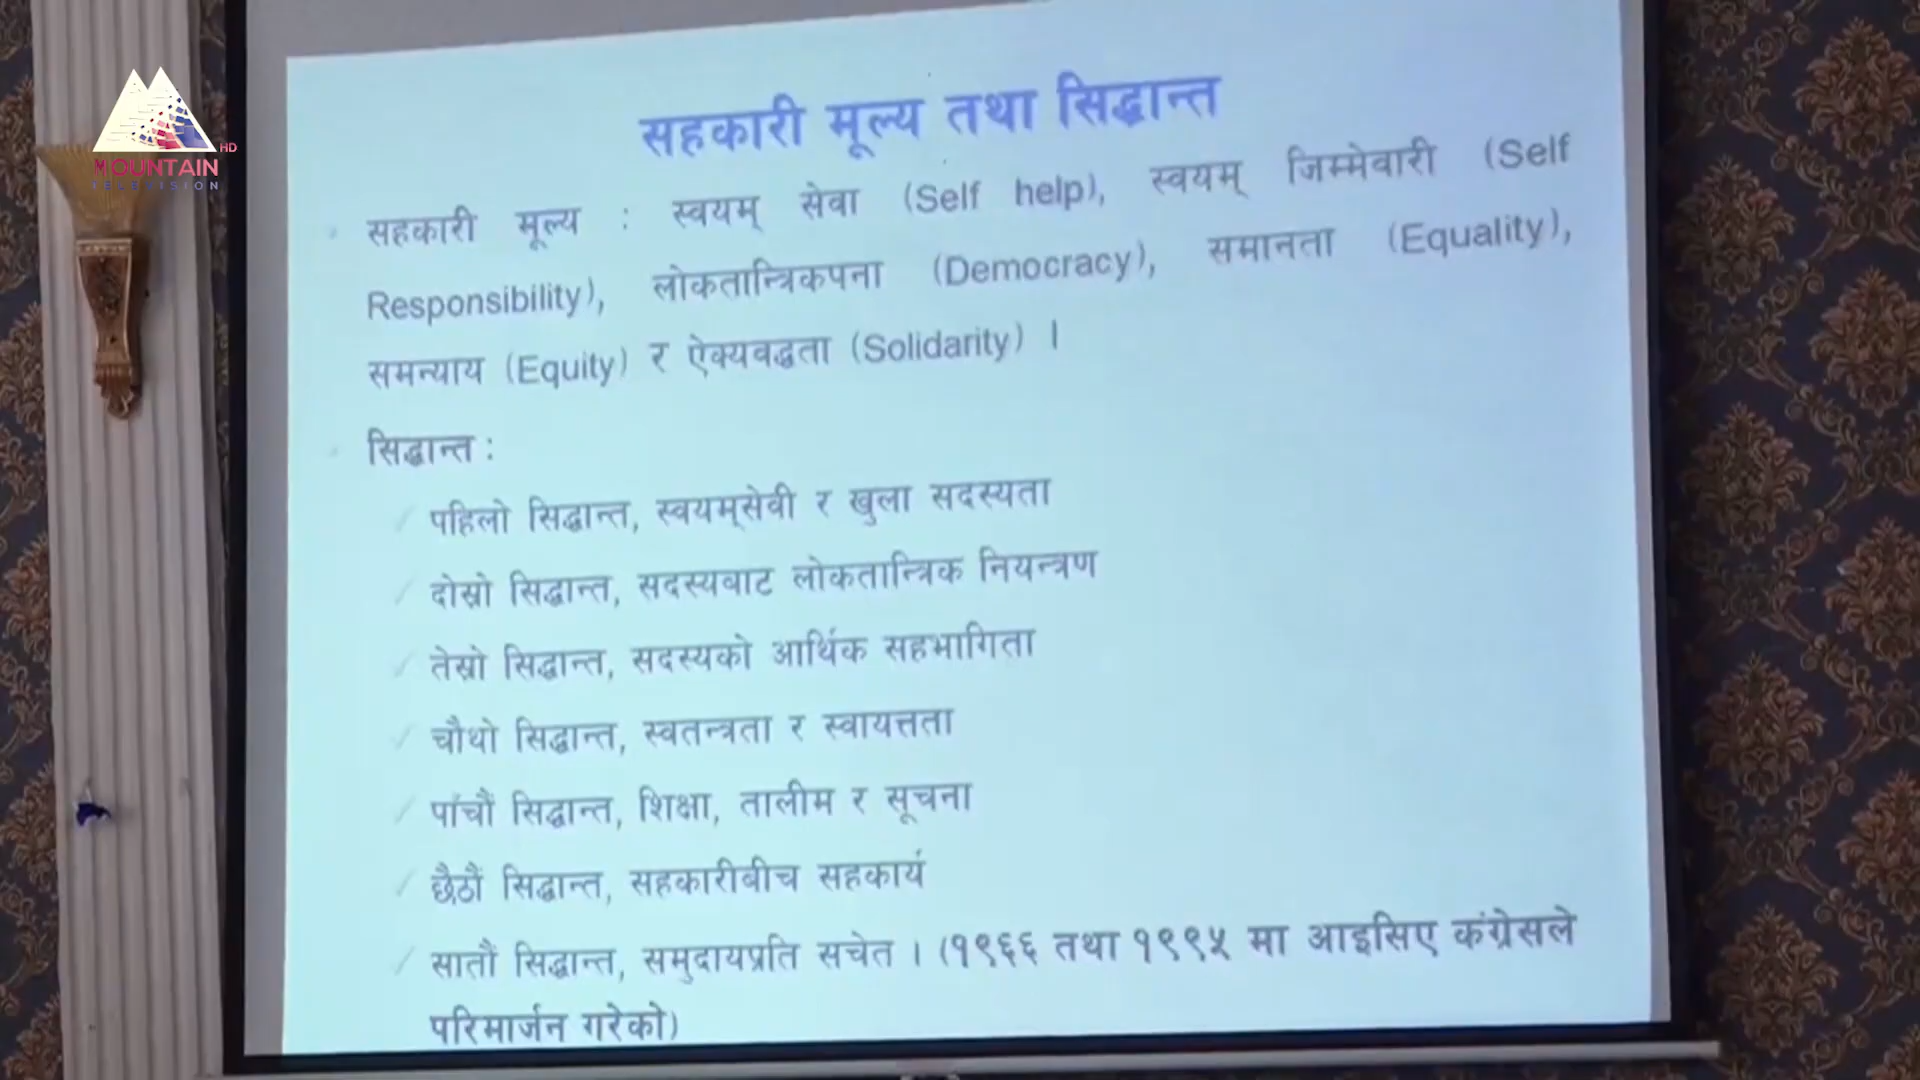 MOUNTAIN HD
TELEVISION
सहकारी मूल्य तथा सिद्धान्त
सहकारी मूल्य : स्वयम् सेवा (Self help), स्वयम् जिम्मेवारी (Self
Responsibility), लोकतान्त्रिकपना (Democracy), समानता (Equality),
समन्याय (Equity) र ऐक्यवद्धता (Solidarity) ।
सिद्धान्त :
पहिलो सिद्धान्त, स्वयम्सेवी र खुला सदस्यता
दोस्रो सिद्धान्त, सदस्यवाट लोकतान्त्रिक नियन्त्रण
तेस्रो सिद्धान्त, सदस्यको आर्थिक सहभागिता
चौथो सिद्धान्त, स्वतन्त्रता र स्वायत्तता
पाँचौं सिद्धान्त, शिक्षा, तालीम र सूचना
छैठौं सिद्धान्त, सहकारीबीच सहकार्य
सातौं सिद्धान्त, समुदायप्रति सचेत । (१९६६ तथा १९९५ मा आइसिए कंग्रेसले
परिमार्जन गरेको)